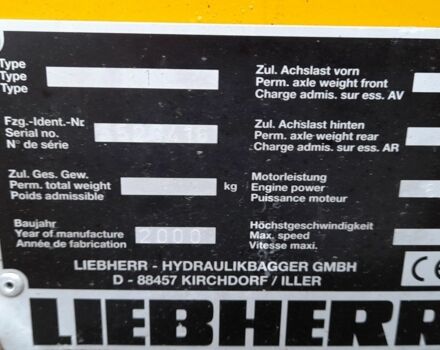 Type
Type
Type
Fzg.-Ident.-Nr.
Serial no.
N° de série
Zul. Ges. Gew.
Perm. total weight
Poids admissible
kg
Baujahr
Year of manufacture
Année de fabrication
2000
Zul. Achslast vorn
Perm. axle weight front
Charge admis. sur ess. AV
Zul. Achslast hinten
Perm. axle weight rear
Charge admis. sur ess. AR
Motorleistung
Engine power
Puissance moteur
Höchstgeschwindigkeit
Max. speed
Vitesse maxi.
LIEBHERR - HYDRAULIKBAGGER GMBH
D - 88457 KIRCHDORF / ILLER
CE
LIEBHERR